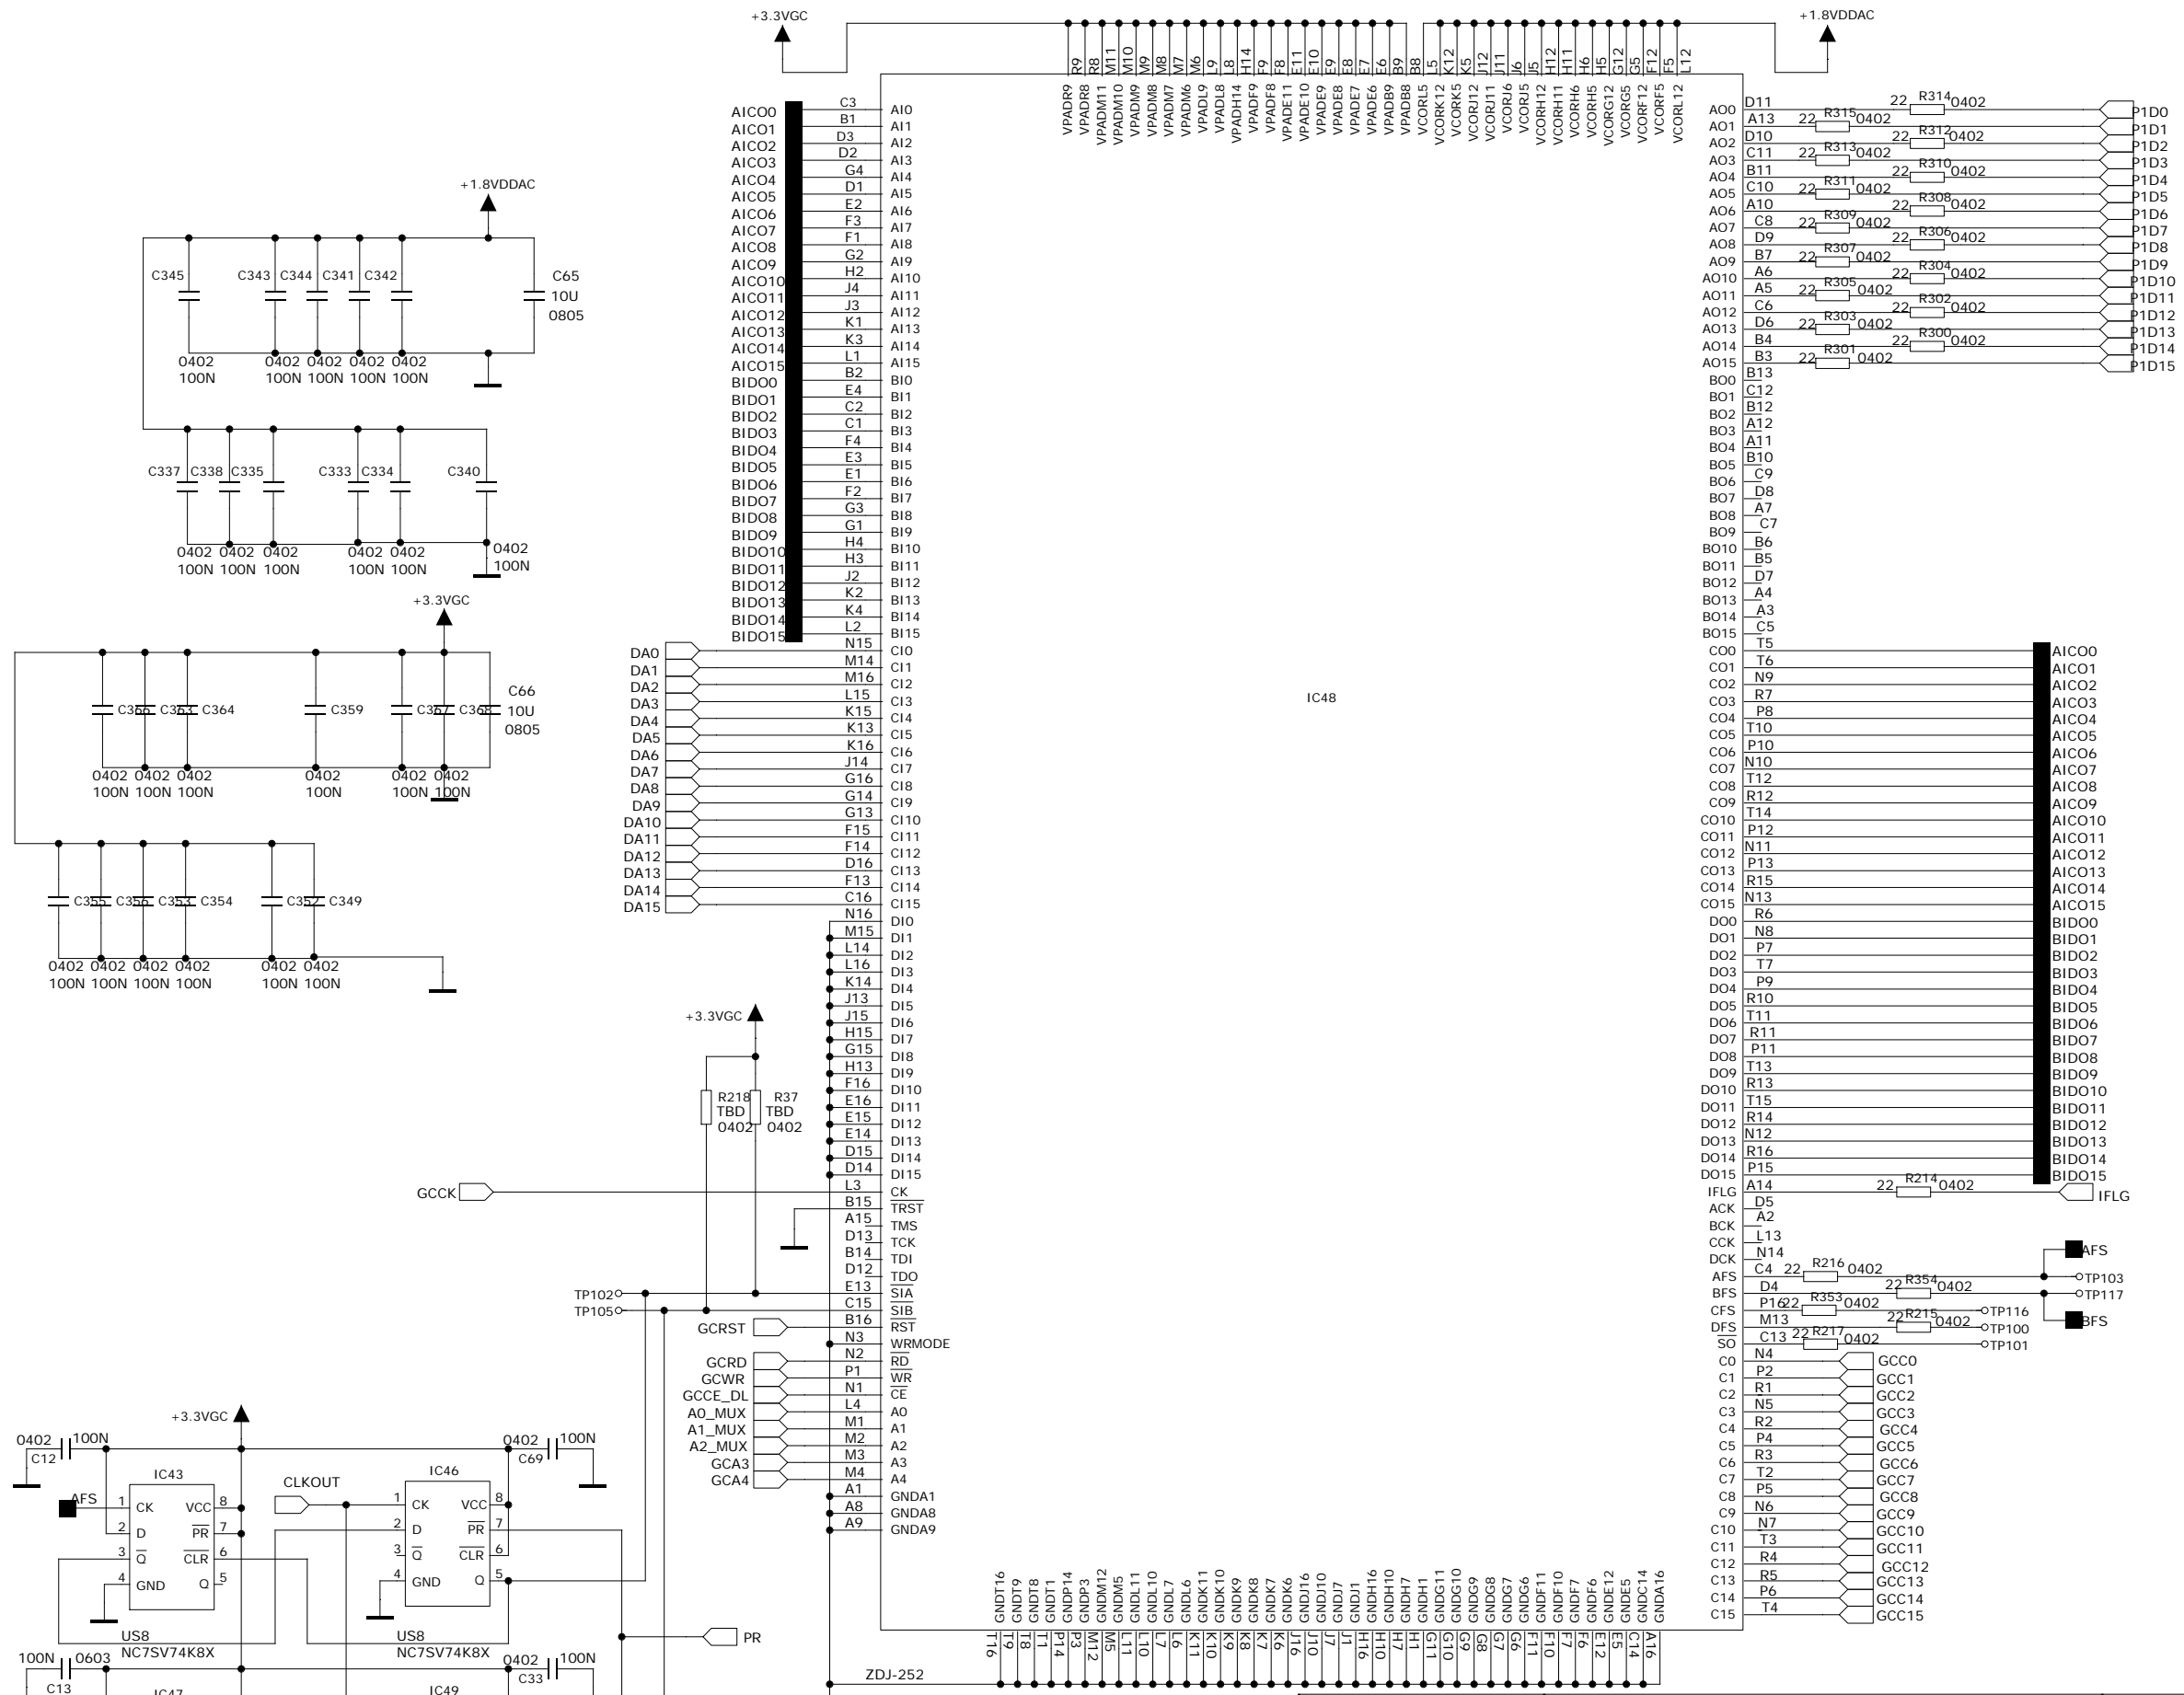 +3.3VGC
+1.8VDDAC
R9 R8 M11 M10 M9 M8 M7 M6 L9 L8 H14 F9 F8 E11 E10 E9 E8 E7 E6 B9 B8 L5 K12 K5 J12 J11 J6 J5 H12 H11 H6 H5 G12 G5 F12 F5 L12
VPADR9 VPADR8 VPADM11 VPADM10 VPADM9 VPADM8 VPADM7 VPADM6 VPADL9 VPADL8 VPADH14 VPADF9 VPADF8 VPADE11 VPADE10 VPADE9 VPADE8 VPADE7 VPADE6 VPADB9 VPADB8 VCORL5 VCORK12 VCORK5 VCORJ12 VCORJ11 VCORJ6 VCORJ5 VCORH12 VCORH11 VCORH6 VCORH5 VCORG12 VCORG5 VCORF12 VCORF5 VCORL12
AICO0 C3 AI0
AICO1 B1 AI1
AICO2 D3 AI2
AICO3 D2 AI3
AICO4 G4 AI4
AICO5 D1 AI5
AICO6 E2 AI6
AICO7 F3 AI7
AICO8 F1 AI8
AICO9 G2 AI9
AICO10 H2 AI10
AICO11 J4 AI11
AICO12 J3 AI12
AICO13 K1 AI13
AICO14 K3 AI14
AICO15 L1 AI15
BIDO0 B2 BI0
BIDO1 E4 BI1
BIDO2 C2 BI2
BIDO3 C1 BI3
BIDO4 F4 BI4
BIDO5 E3 BI5
BIDO6 E1 BI6
BIDO7 F2 BI7
BIDO8 G3 BI8
BIDO9 G1 BI9
BIDO10 H4 BI10
BIDO11 H3 BI11
BIDO12 J2 BI12
BIDO13 K2 BI13
BIDO14 K4 BI14
BIDO15 L2 BI15
DA0 N15 CI0
DA1 M14 CI1
DA2 M16 CI2
DA3 L15 CI3
DA4 K15 CI4
DA5 K13 CI5
DA6 K16 CI6
DA7 J14 CI7
DA8 G16 CI8
DA9 G14 CI9
DA10 G13 CI10
DA11 F15 CI11
DA12 F14 CI12
DA13 D16 CI13
DA14 F13 CI14
DA15 C16 CI15
N16 DI0
M15 DI1
L14 DI2
L16 DI3
K14 DI4
J13 DI5
J15 DI6
H15 DI7
G15 DI8
H13 DI9
F16 DI10
E16 DI11
E15 DI12
E14 DI13
D15 DI14
D14 DI15
GCCK L3 CK
B15 TRST
A15 TMS
D13 TCK
B14 TDI
D12 TDO
TP102 E13 SIA
TP105 C15 SIB
GCRST B16 RST
N3 WRMODE
GCRD N2 RD
GCWR P1 WR
GCCE_DL N1 CE
A0_MUX L4 A0
A1_MUX M1 A1
A2_MUX M2 A2
GCA3 M3 A3
GCA4 M4 A4
A1 GNDA1
A8 GNDA8
A9 GNDA9
IC48
AO0 D11 22 R314 0402 P1D0
AO1 A13 22 R315 0402 P1D1
AO2 D10 22 R312 0402 P1D2
AO3 C11 22 R313 0402 P1D3
AO4 B11 22 R310 0402 P1D4
AO5 C10 22 R311 0402 P1D5
AO6 A10 22 R308 0402 P1D6
AO7 C8 22 R309 0402 P1D7
AO8 D9 22 R306 0402 P1D8
AO9 B7 22 R307 0402 P1D9
AO10 A6 22 R304 0402 P1D10
AO11 A5 22 R305 0402 P1D11
AO12 C6 22 R302 0402 P1D12
AO13 D6 22 R303 0402 P1D13
AO14 B4 22 R300 0402 P1D14
AO15 B3 22 R301 0402 P1D15
BO0 B13
BO1 C12
BO2 B12
BO3 A12
BO4 A11
BO5 B10
BO6 C9
BO7 D8
BO8 A7
BO9 C7
BO10 B6
BO11 B5
BO12 D7
BO13 A4
BO14 A3
BO15 C5
CO0 T5 AICO0
CO1 T6 AICO1
CO2 N9 AICO2
CO3 R7 AICO3
CO4 P8 AICO4
CO5 T10 AICO5
CO6 P10 AICO6
CO7 N10 AICO7
CO8 T12 AICO8
CO9 R12 AICO9
CO10 T14 AICO10
CO11 P12 AICO11
CO12 N11 AICO12
CO13 P13 AICO13
CO14 R15 AICO14
CO15 N13 AICO15
DO0 R6 BIDO0
DO1 N8 BIDO1
DO2 P7 BIDO2
DO3 T7 BIDO3
DO4 P9 BIDO4
DO5 R10 BIDO5
DO6 T11 BIDO6
DO7 R11 BIDO7
DO8 P11 BIDO8
DO9 T13 BIDO9
DO10 R13 BIDO10
DO11 T15 BIDO11
DO12 R14 BIDO12
DO13 N12 BIDO13
DO14 R16 BIDO14
DO15 P15 BIDO15
IFLG A14 22 R214 0402 IFLG
ACK D5
BCK A2
CCK L13
DCK N14
AFS
AFS C4 22 R216 0402 TP103
BFS D4 22 R354 0402 TP117
CFS P16 22 R353 0402 TP116
BFS
DFS M13 22 R215 0402 TP100
SO C13 22 R217 0402 TP101
C0 N4 GCC0
C1 P2 GCC1
C2 R1 GCC2
C3 N5 GCC3
C4 R2 GCC4
C5 P4 GCC5
C6 R3 GCC6
C7 T2 GCC7
C8 P5 GCC8
C9 N6 GCC9
C10 N7 GCC10
C11 T3 GCC11
C12 R4 GCC12
C13 R5 GCC13
C14 P6 GCC14
C15 T4 GCC15
GNDT16 GNDT9 GNDT8 GNDT1 GNDP14 GNDP3 GNDM12 GNDM5 GNDL11 GNDL10 GNDL7 GNDL6 GNDK11 GNDK10 GNDK9 GNDK8 GNDK7 GNDK6 GNDJ16 GNDJ10 GNDJ7 GNDJ1 GNDH16 GNDH10 GNDH7 GNDH1 GNDG11 GNDG10 GNDG9 GNDG8 GNDG7 GNDG6 GNDF11 GNDF10 GNDF7 GNDF6 GNDE12 GNDE5 GNDC14 GNDA16
T16 T9 T8 T1 P14 P3 M12 M5 L11 L10 L7 L6 K11 K10 K9 K8 K7 K6 J16 J10 J7 J1 H16 H10 H7 H1 G11 G10 G9 G8 G7 G6 F11 F10 F7 F6 E12 E5 C14 A16
ZDJ-252
+1.8VDDAC
C345 C343 C344 C341 C342 C65
10U
0805
0402 0402 0402 0402 0402
100N 100N 100N 100N 100N
C337 C338 C335 C333 C334 C340
0402 0402 0402 0402 0402 0402
100N 100N 100N 100N 100N 100N
+3.3VGC
C363 C364 C359 C367 C368 C66
10U
0805
0402 0402 0402 0402 0402 0402
100N 100N 100N 100N 100N 100N
C355 C356 C353 C354 C352 C349
0402 0402 0402 0402 0402 0402
100N 100N 100N 100N 100N 100N
+3.3VGC
R218 R37
TBD TBD
0402 0402
+3.3VGC
0402 100N
C12
0402 100N
C69
IC43
AFS 1 CK VCC 8
2 D PR 7
3 Q CLR 6
4 GND Q 5
US8
NC7SV74K8X
CLKOUT
IC46
1 CK VCC 8
2 D PR 7
3 Q CLR 6
4 GND Q 5
US8
NC7SV74K8X
PR
100N 0603
C13
0402 100N
C33
IC47
IC49